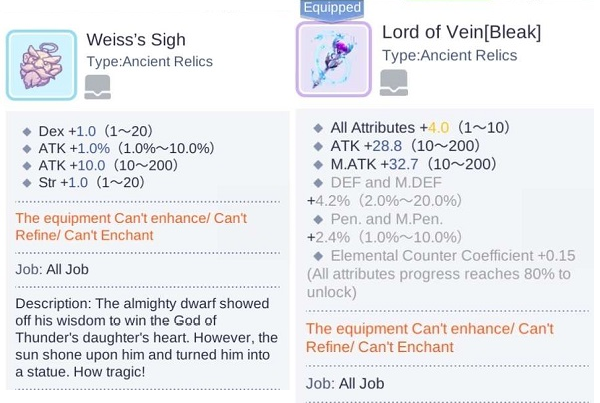 Weiss's Sigh
Type:Ancient Relics
Dex +1.0（1～20）
ATK +1.0%（1.0%～10.0%）
ATK +10.0（10～200）
Str +1.0（1～20）
The equipment Can't enhance/ Can't
Refine/ Can't Enchant
Job: All Job
Description: The almighty dwarf showed
off his wisdom to win the God of
Thunder's daughter's heart. However, the
sun shone upon him and turned him into
a statue. How tragic!
Equipped
Lord of Vein[Bleak]
Type:Ancient Relics
All Attributes +4.0（1～10）
ATK +28.8（10～200）
M.ATK +32.7（10～200）
DEF and M.DEF
+4.2%（2.0%～20.0%）
Pen. and M.Pen.
+2.4%（1.0%～10.0%）
Elemental Counter Coefficient +0.15
(All attributes progress reaches 80% to
unlock)
The equipment Can't enhance/ Can't
Refine/ Can't Enchant
Job: All Job